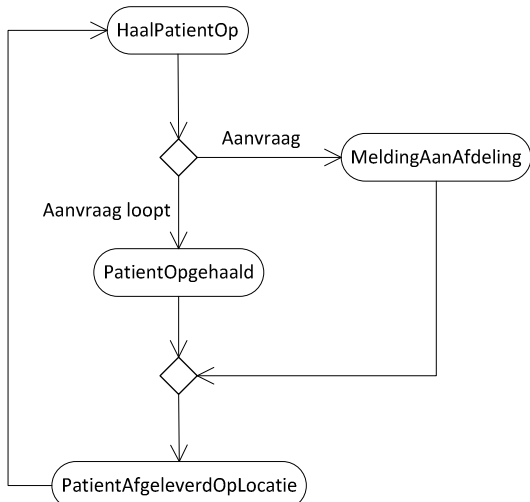 HaalPatientOp
Aanvraag
MeldingAanAfdeling
Aanvraag loopt
PatientOpgehaald
PatientAfgeleverdOpLocatie